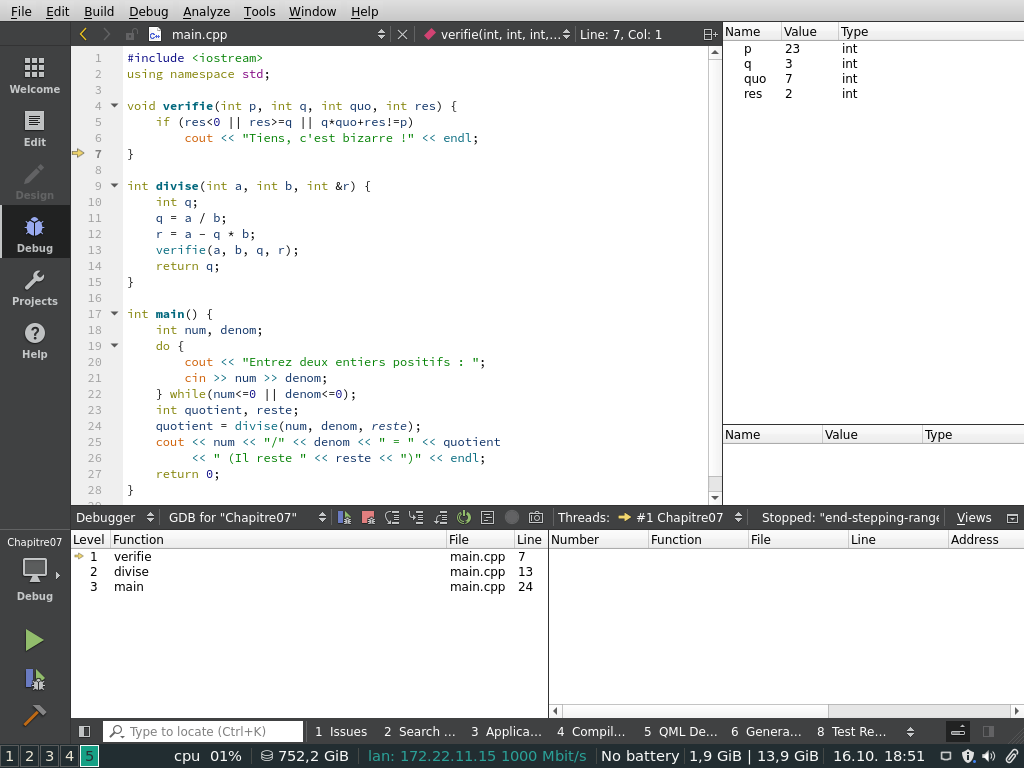 File Edit Build Debug Analyze Tools Window Help
main.cpp verifie(int, int, int,... Line: 7, Col: 1
Name Value Type
p 23 int
q 3 int
quo 7 int
res 2 int
Welcome
Edit
Design
Debug
Projects
Help
1 #include <iostream>
2 using namespace std;
3
4 void verifie(int p, int q, int quo, int res) {
5 if (res<0 || res>=q || q*quo+res!=p)
6 cout << "Tiens, c'est bizarre !" << endl;
7 }
8
9 int divise(int a, int b, int &r) {
10 int q;
11 q = a / b;
12 r = a - q * b;
13 verifie(a, b, q, r);
14 return q;
15 }
16
17 int main() {
18 int num, denom;
19 do {
20 cout << "Entrez deux entiers positifs : ";
21 cin >> num >> denom;
22 } while(num<=0 || denom<=0);
23 int quotient, reste;
24 quotient = divise(num, denom, reste);
25 cout << num << "/" << denom << " = " << quotient
26 << " (Il reste " << reste << ")" << endl;
27 return 0;
28 }
Name Value Type
Debugger GDB for "Chapitre07" Threads: #1 Chapitre07 Stopped: "end-stepping-range Views
Level Function File Line
1 verifie main.cpp 7
2 divise main.cpp 13
3 main main.cpp 24
Number Function File Line Address
Chapitre07
Debug
Type to locate (Ctrl+K) 1 Issues 2 Search ... 3 Applica... 4 Compil... 5 QML De... 6 Genera... 8 Test Re...
1 2 3 4 5 cpu 01% 752,2 GiB lan: 172.22.11.15 1000 Mbit/s No battery 1,9 GiB | 13,9 GiB 16.10. 18:51